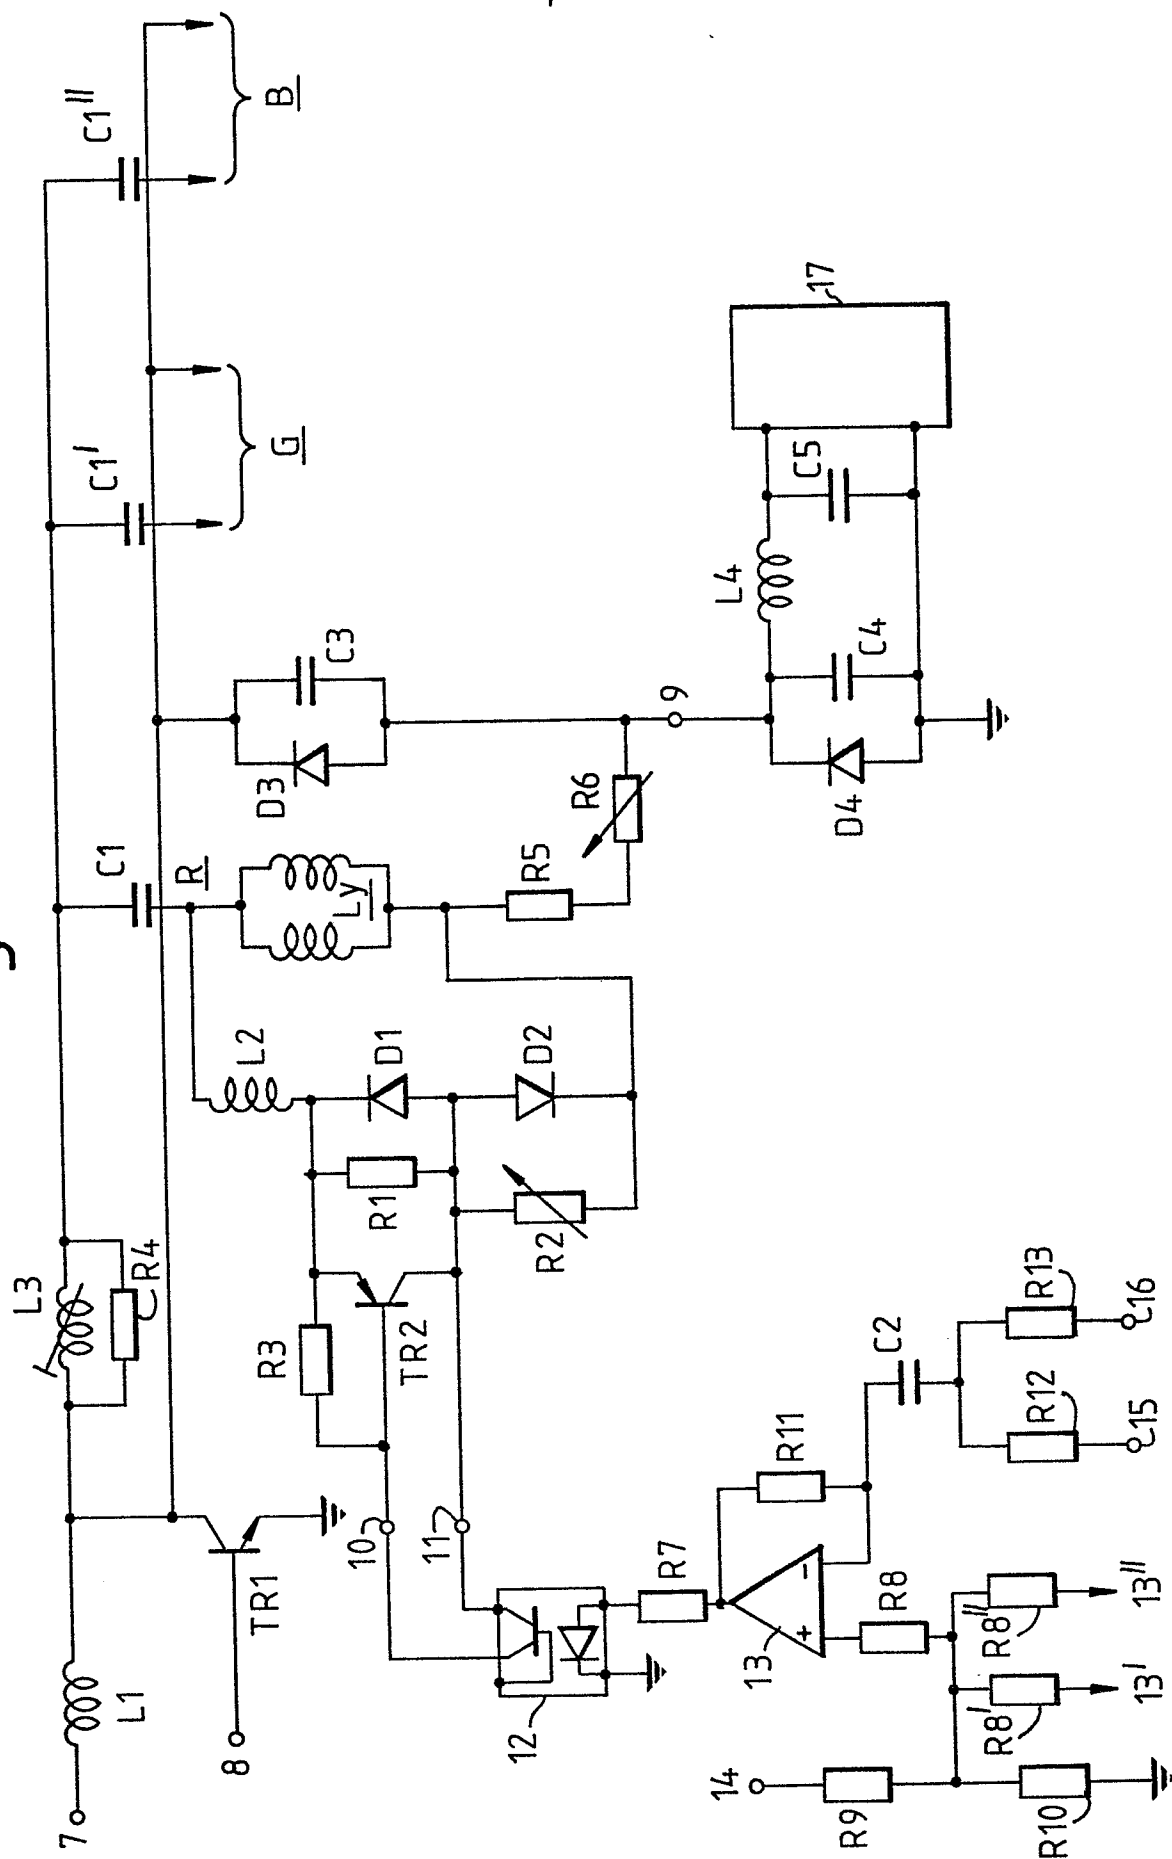 C1''
B
C1'
G
17
C5
L4
C3
C4
9
D3
D4
R6
C1
R
Ly
R5
L2
D1
D2
L3
R4
R1
R2
R3
TR2
R13
16
C2
R12
15
R11
10
11
TR1
R7
-
+
13
R8
R8''
13''
R8'
13'
12
L1
8
7
14
R9
R10